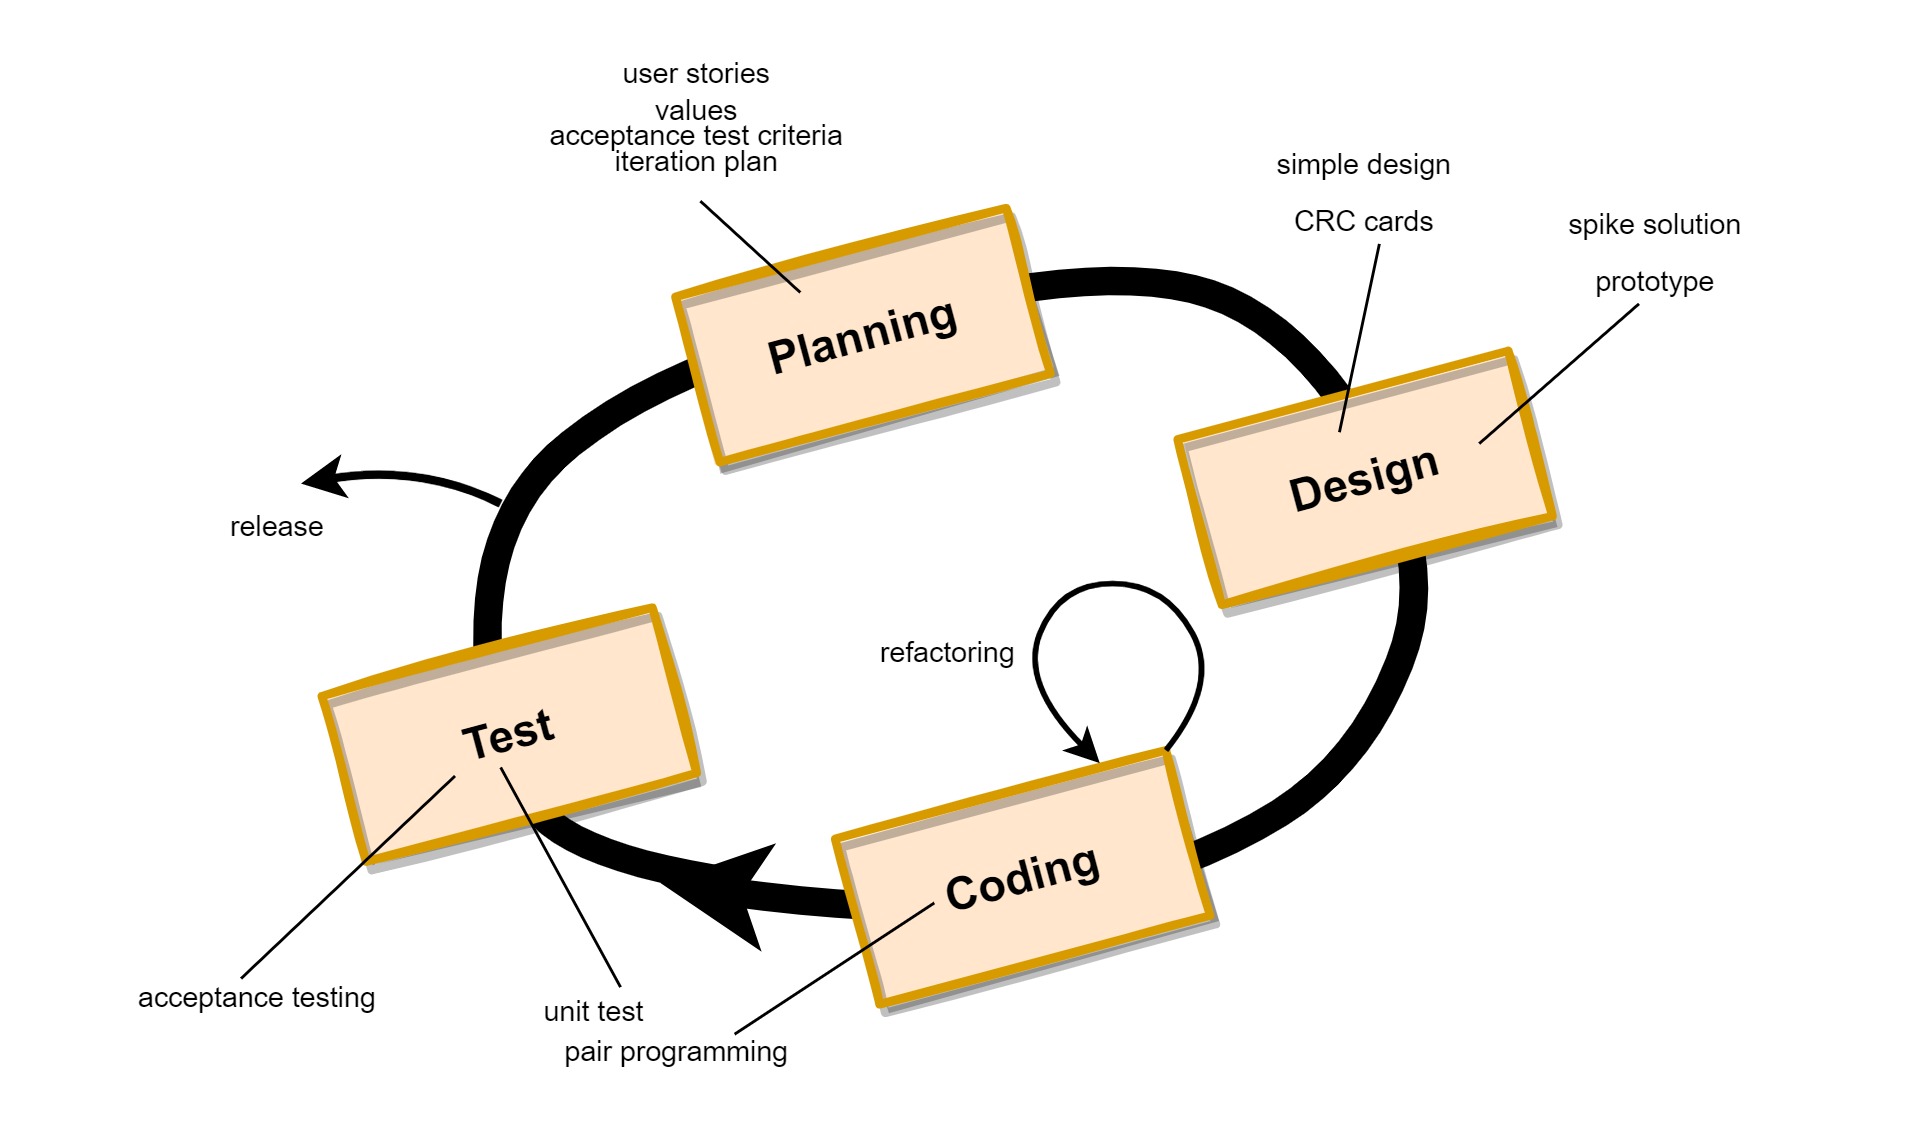 user stories
values
acceptance test criteria
iteration plan
simple design
CRC cards
spike solution
prototype
Planning
Design
release
refactoring
Test
Coding
acceptance testing
unit test
pair programming